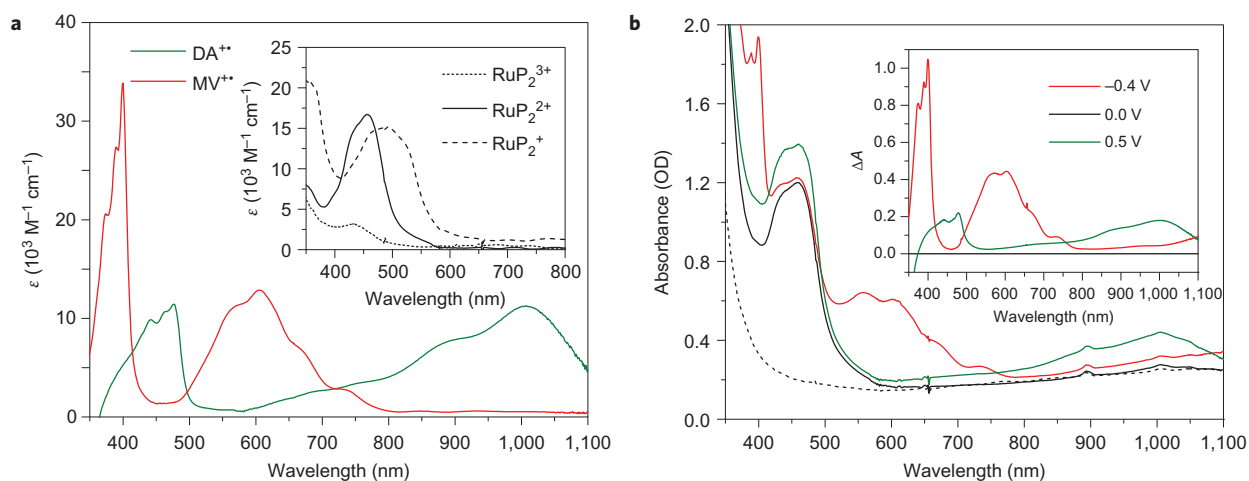 a
40
30
20
10
0
ε (10³ M⁻¹ cm⁻¹)
DA⁺•
MV⁺•
400 500 600 700 800 900 1,000 1,100
Wavelength (nm)
25
20
15
10
5
0
ε (10³ M⁻¹ cm⁻¹)
RuP₂³⁺
RuP₂²⁺
RuP₂⁺
400 500 600 700 800
Wavelength (nm)
b
2.0
1.6
1.2
0.8
0.4
0.0
Absorbance (OD)
400 500 600 700 800 900 1,000 1,100
Wavelength (nm)
1.0
0.8
0.6
0.4
0.2
0.0
ΔA
–0.4 V
0.0 V
0.5 V
400 500 600 700 800 900 1,000 1,100
Wavelength (nm)